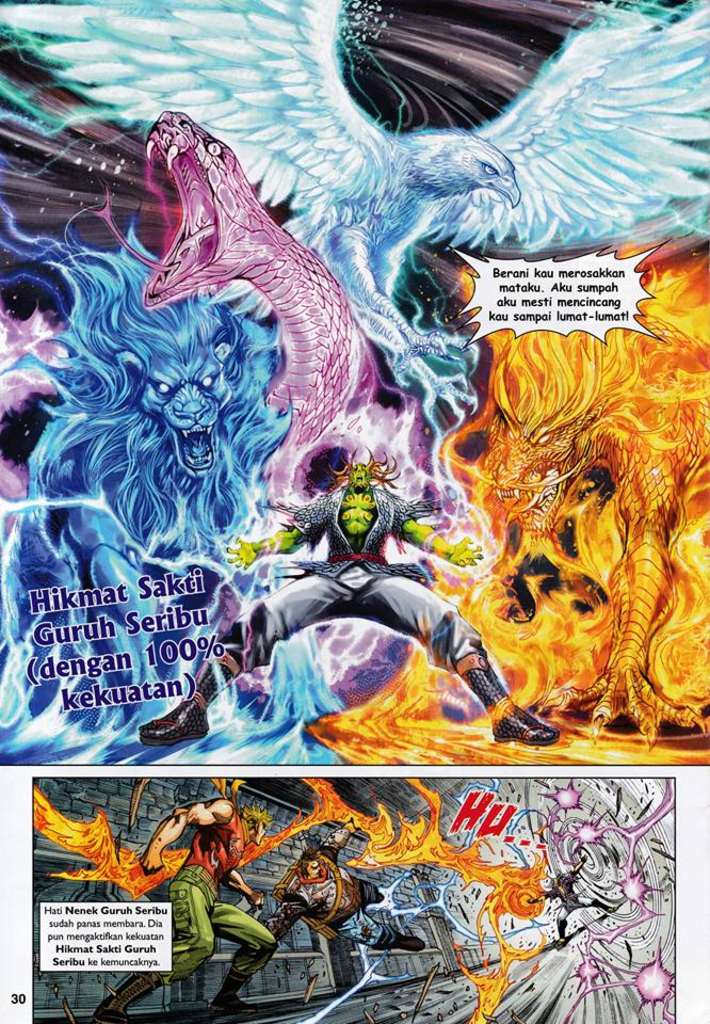 Berani kau merosakkan
mataku. Aku sumpah
aku mesti mencincang
kau sampai lumat-lumat!
Hikmat Sakti
Guruh Seribu
(dengan 100%
kekuatan)
HU...
Hati Nenek Guruh Seribu
sudah panas membara. Dia
pun mengaktifkan kekuatan
Hikmat Sakti Guruh
Seribu ke kemuncaknya.
30